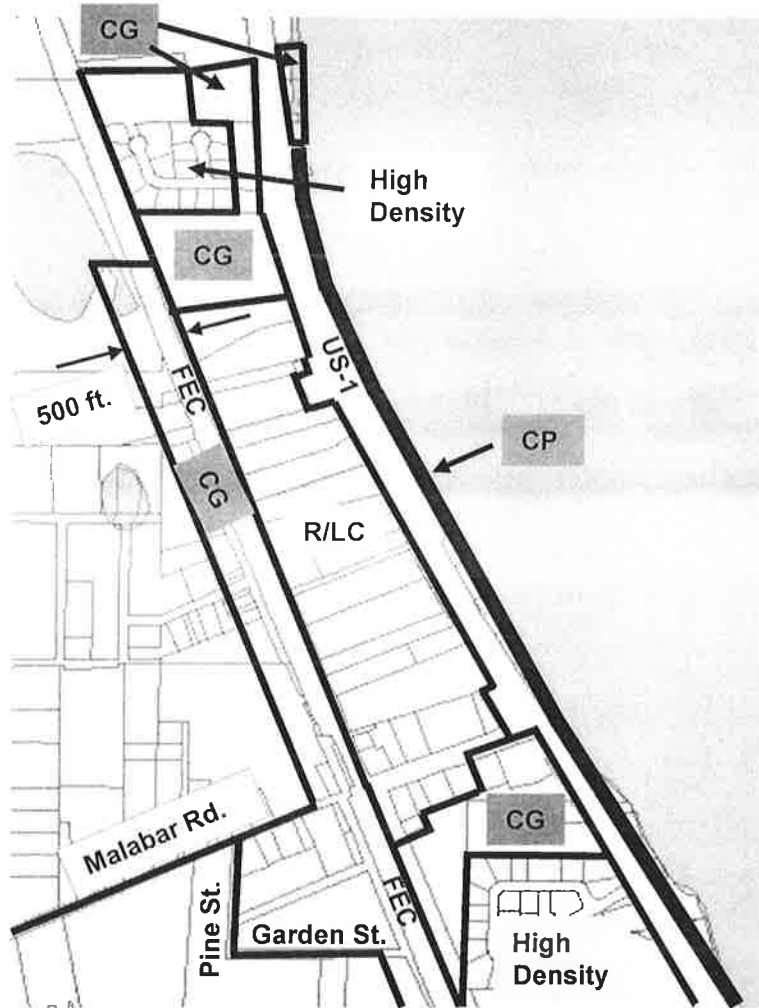 CG
High
Density
CG
US-1
500 ft.
FEC
CP
CG
R/LC
Malabar Rd.
CG
Pine St.
Garden St.
FEC
High
Density